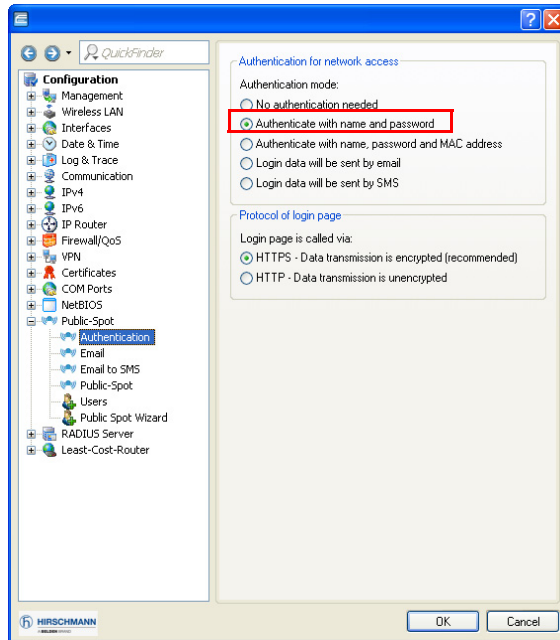 ?
QuickFinder
Configuration
Management
Wireless LAN
Interfaces
Date & Time
Log & Trace
Communication
IPv4
IPv6
IP Router
Firewall/QoS
VPN
Certificates
COM Ports
NetBIOS
Public-Spot
Authentication
Email
Email to SMS
Public-Spot
Users
Public Spot Wizard
RADIUS Server
Least-Cost-Router
Authentication for network access
Authentication mode:
No authentication needed
Authenticate with name and password
Authenticate with name, password and MAC address
Login data will be sent by email
Login data will be sent by SMS
Protocol of login page
Login page is called via:
HTTPS - Data transmission is encrypted (recommended)
HTTP - Data transmission is unencrypted
HIRSCHMANN
A BELDEN BRAND
OK
Cancel